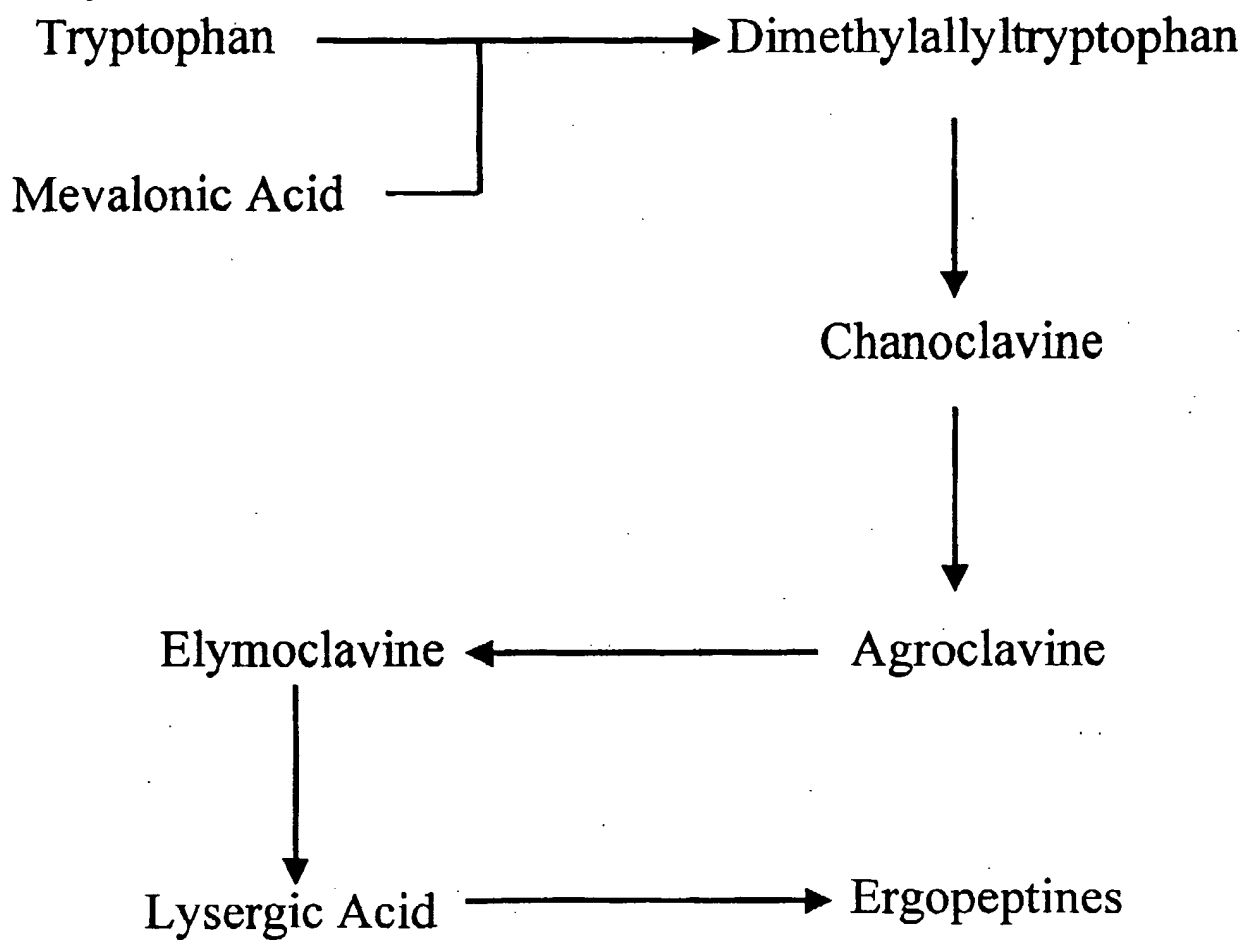 Tryptophan
Dimethylallyltryptophan
Mevalonic Acid
Chanoclavine
Elymoclavine
Agroclavine
Lysergic Acid
Ergopeptines